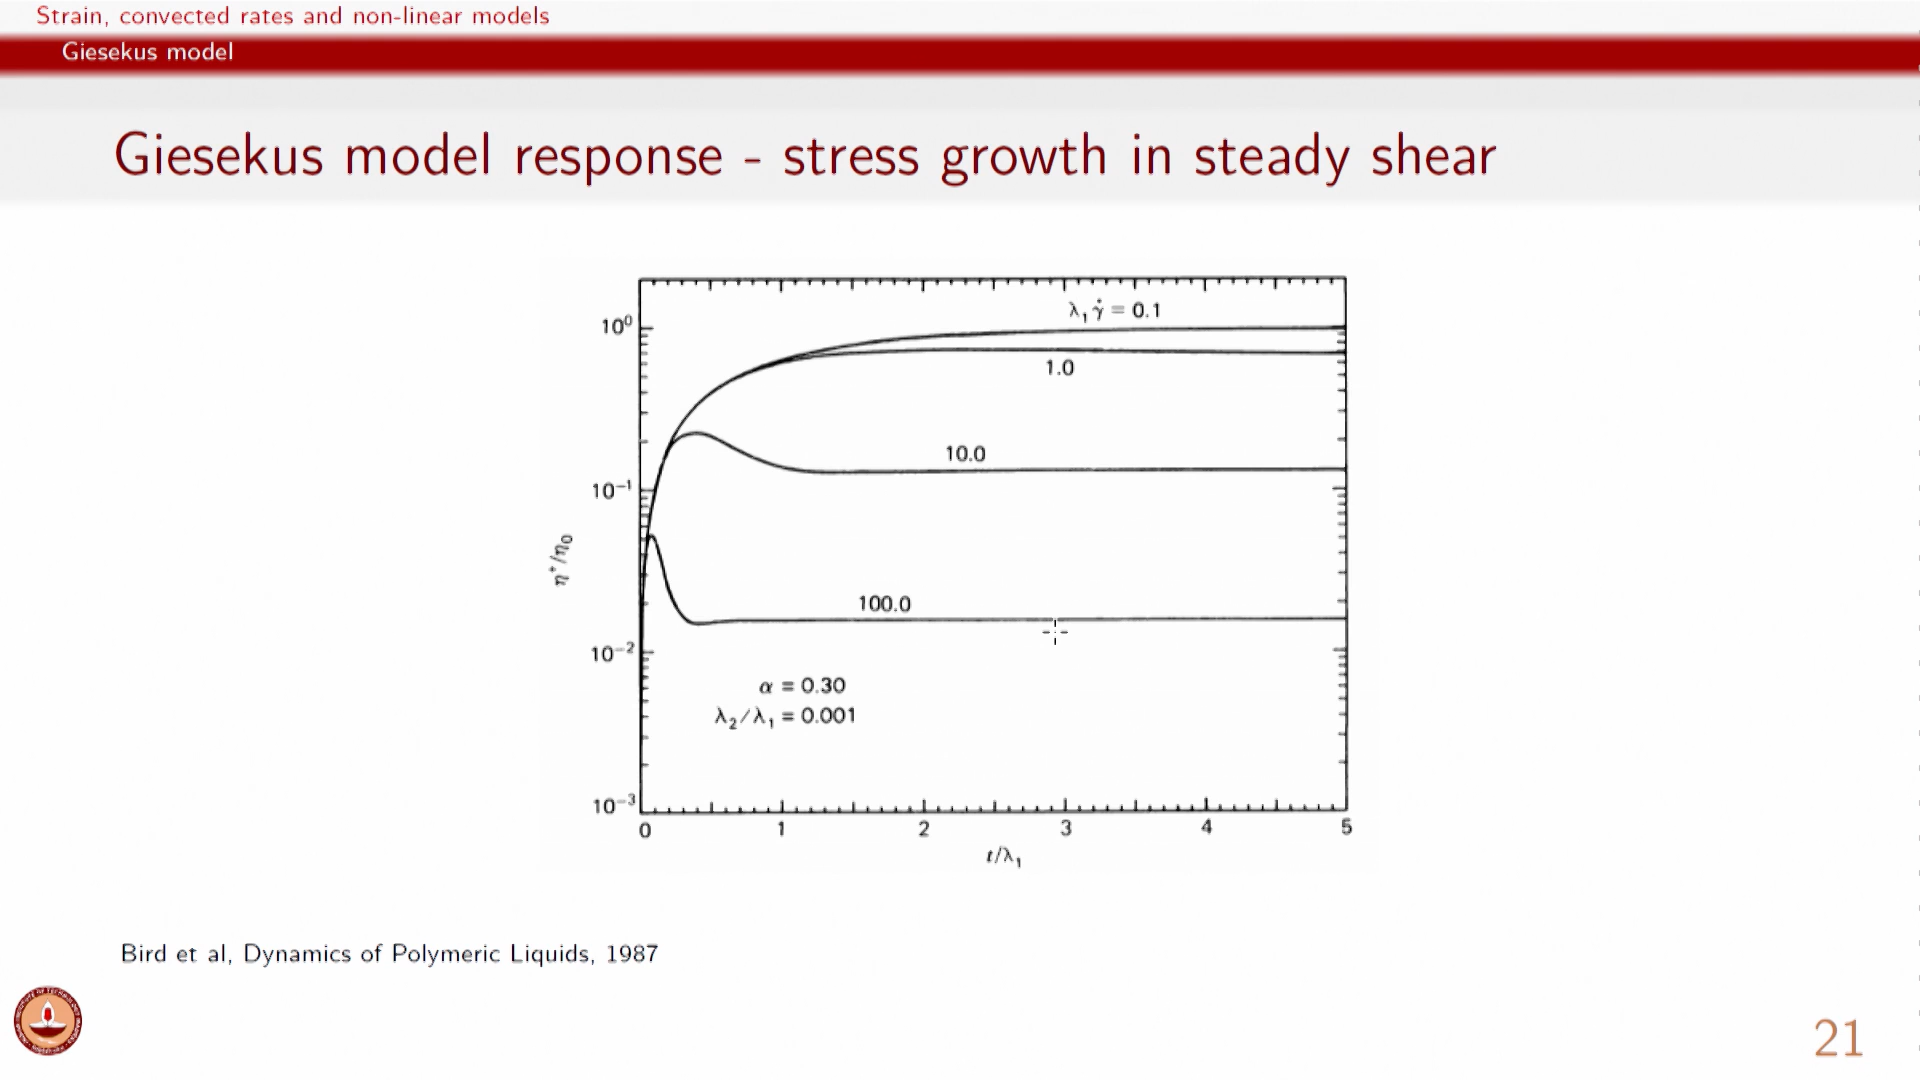 Strain, convected rates and non-linear models
Giesekus model
Giesekus model response - stress growth in steady shear
λ₁γ̇ = 0.1
10⁰
1.0
10.0
10⁻¹
η⁺/η₀
100.0
10⁻²
α = 0.30
λ₂/λ₁ = 0.001
10⁻³
0 1 2 3 4 5
t/λ₁
Bird et al, Dynamics of Polymeric Liquids, 1987
21